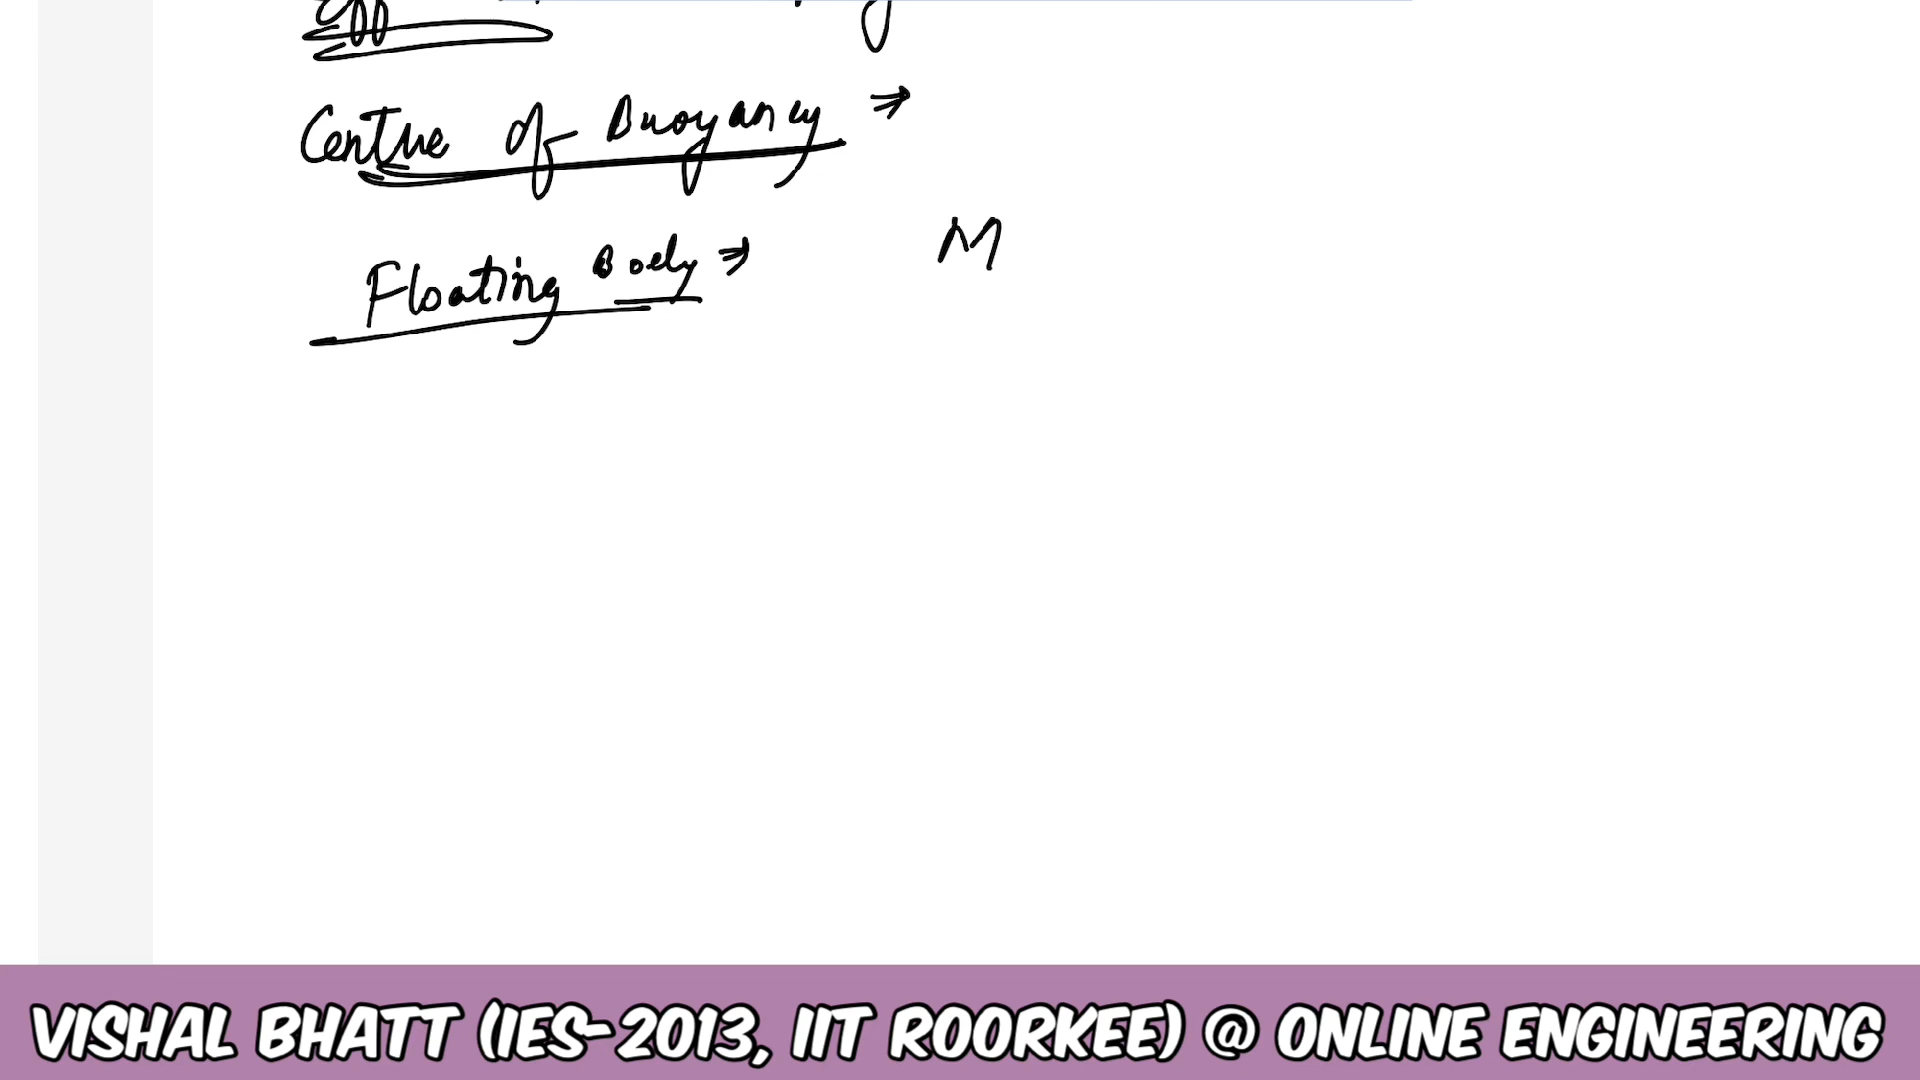 Centre of Buoyancy ⇒
Floating Body ⇒ M
VISHAL BHATT (IES-2013, IIT ROORKEE) @ ONLINE ENGINEERING